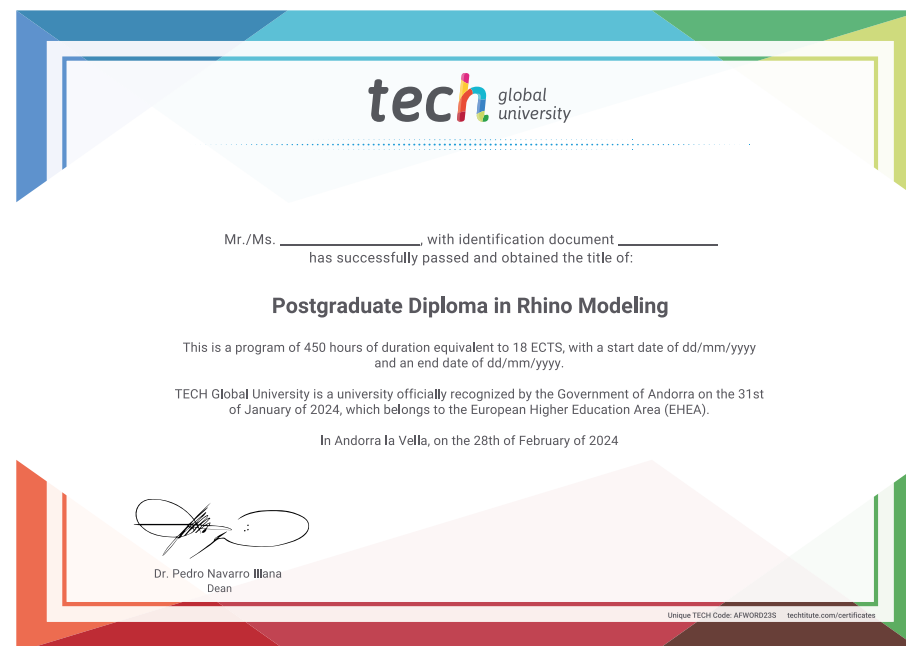 tech global
university
Mr./Ms. ____________________, with identification document ______________
has successfully passed and obtained the title of:
Postgraduate Diploma in Rhino Modeling
This is a program of 450 hours of duration equivalent to 18 ECTS, with a start date of dd/mm/yyyy
and an end date of dd/mm/yyyy.
TECH Global University is a university officially recognized by the Government of Andorra on the 31st
of January of 2024, which belongs to the European Higher Education Area (EHEA).
In Andorra la Vella, on the 28th of February of 2024
Dr. Pedro Navarro Illana
Dean
Unique TECH Code: AFWORD23S techtitute.com/certificates